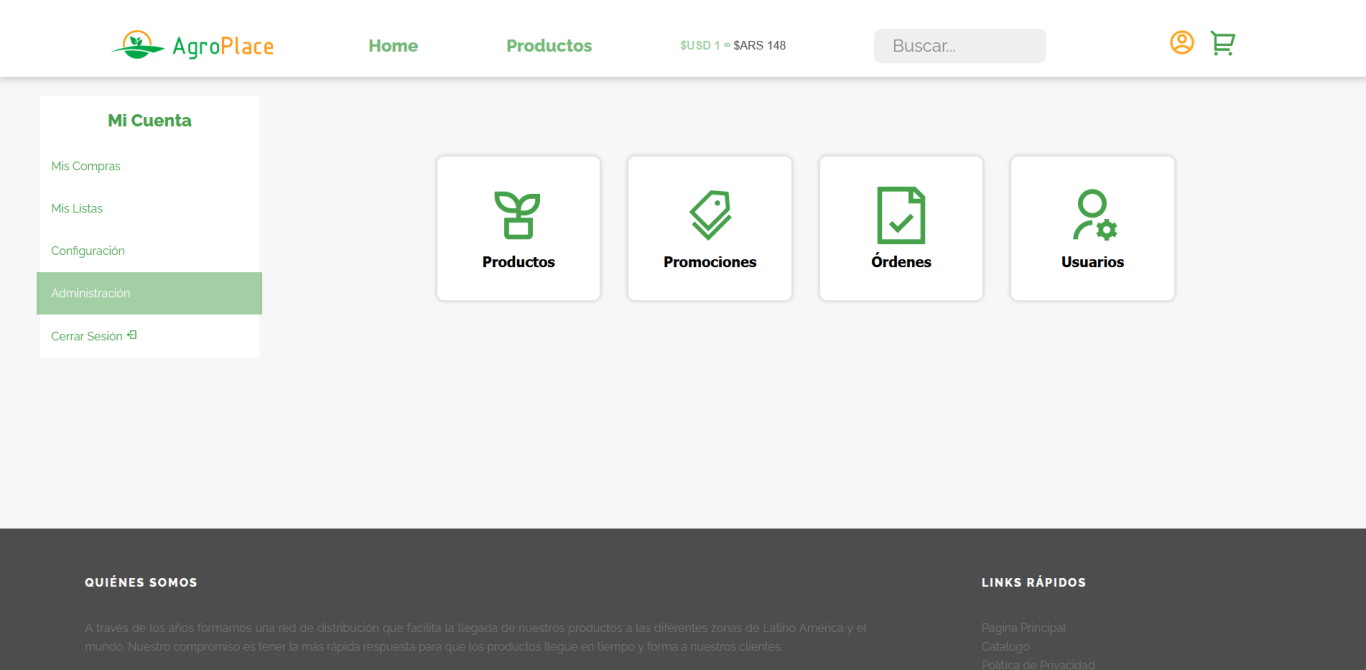 AgroPlace
Home
Productos
$USD 1 = $ARS 148
Buscar...
Mi Cuenta
Mis Compras
Mis Listas
Configuración
Administración
Cerrar Sesión
Productos
Promociones
Órdenes
Usuarios
QUIÉNES SOMOS
A través de los años formamos una red de distribución que facilita la llegada de nuestros productos a las diferentes zonas de Latino América y el
mundo. Nuestro compromiso es tener la más rápida respuesta para que los productos llegue en tiempo y forma a nuestros clientes.
LINKS RÁPIDOS
Página Principal
Catalogo
Política de Privacidad